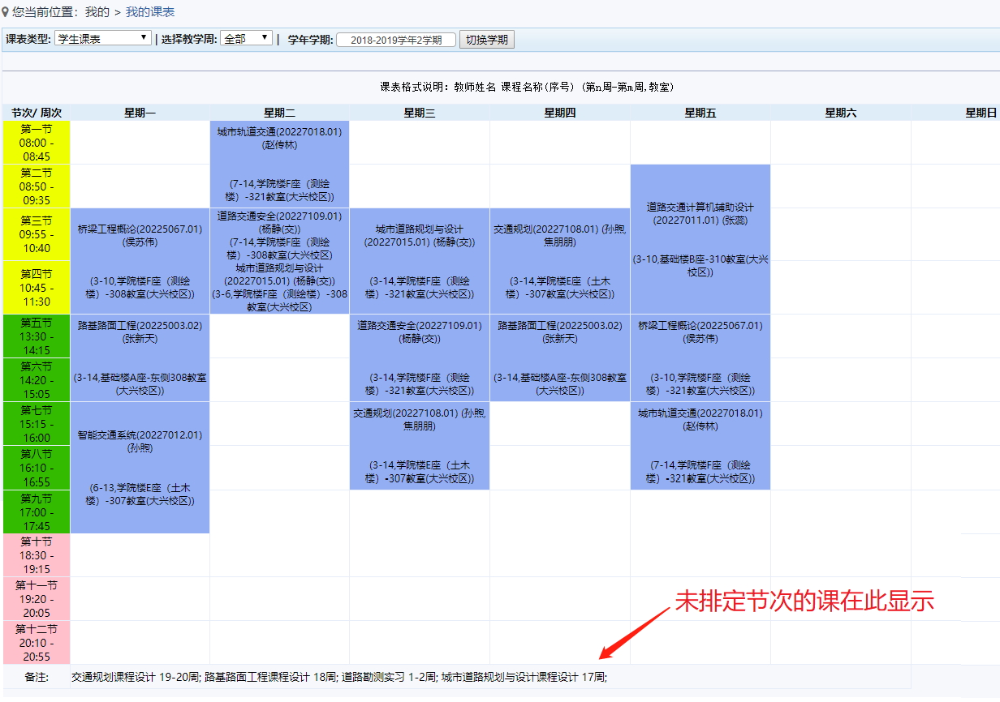 您当前位置: 我的 > 我的课表
课表类型: 学生课表 | 选择教学周: 全部 | 学年学期: 2018-2019学年2学期 切换学期
课表格式说明: 教师姓名 课程名称(序号) (第n周-第m周,教室)
节次/ 周次 星期一 星期二 星期三 星期四 星期五 星期六 星期日
第一节
08:00 -
08:45
城市轨道交通(20227018.01)
(赵传林)
(7-14,学院楼F座（测绘
楼）-321教室(大兴校区))
第二节
08:50 -
09:35
道路交通计算机辅助设计
(20227011.01) (张蕊)
(3-10,基础楼B座-310教室(大兴
校区))
第三节
09:55 -
10:40
桥梁工程概论(20225067.01)
(侯苏伟)
(3-10,学院楼F座（测绘
楼）-308教室(大兴校区))
道路交通安全(20227109.01)
(杨静(交))
(7-14,学院楼F座（测绘
楼）-308教室(大兴校区)
城市道路规划与设计
(20227015.01) (杨静(交))
(3-6,学院楼F座（测绘楼）-308
教室(大兴校区)
城市道路规划与设计
(20227015.01) (杨静(交))
(3-14,学院楼F座（测绘
楼）-321教室(大兴校区))
交通规划(20227108.01) (孙煦,
焦朋朋)
(3-14,学院楼E座（土木
楼）-307教室(大兴校区))
第四节
10:45 -
11:30
第五节
13:30 -
14:15
路基路面工程(20225003.02)
(张新天)
(3-14,基础楼A座-东侧308教室
(大兴校区))
道路交通安全(20227109.01)
(杨静(交))
(3-14,学院楼F座（测绘
楼）-321教室(大兴校区))
路基路面工程(20225003.02)
(张新天)
(3-14,基础楼A座-东侧308教室
(大兴校区))
桥梁工程概论(20225067.01)
(侯苏伟)
(3-10,学院楼F座（测绘
楼）-321教室(大兴校区))
第六节
14:20 -
15:05
第七节
15:15 -
16:00
智能交通系统(20227012.01)
(孙煦)
(6-13,学院楼E座（土木
楼）-307教室(大兴校区))
交通规划(20227108.01) (孙煦,
焦朋朋)
(3-14,学院楼E座（土木
楼）-307教室(大兴校区))
城市轨道交通(20227018.01)
(赵传林)
(7-14,学院楼F座（测绘
楼）-321教室(大兴校区))
第八节
16:10 -
16:55
第九节
17:00 -
17:45
第十节
18:30 -
19:15
第十一节
19:20 -
20:05
未排定节次的课在此显示
第十二节
20:10 -
20:55
备注: 交通规划课程设计 19-20周; 路基路面工程课程设计 18周; 道路勘测实习 1-2周; 城市道路规划与设计课程设计 17周;